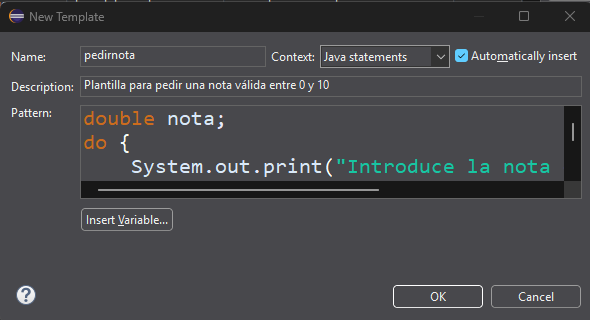 New Template
Name: pedirnota Context: Java statements Automatically insert
Description: Plantilla para pedir una nota válida entre 0 y 10
Pattern: double nota;
do {
System.out.print("Introduce la nota
Insert Variable...
? OK Cancel